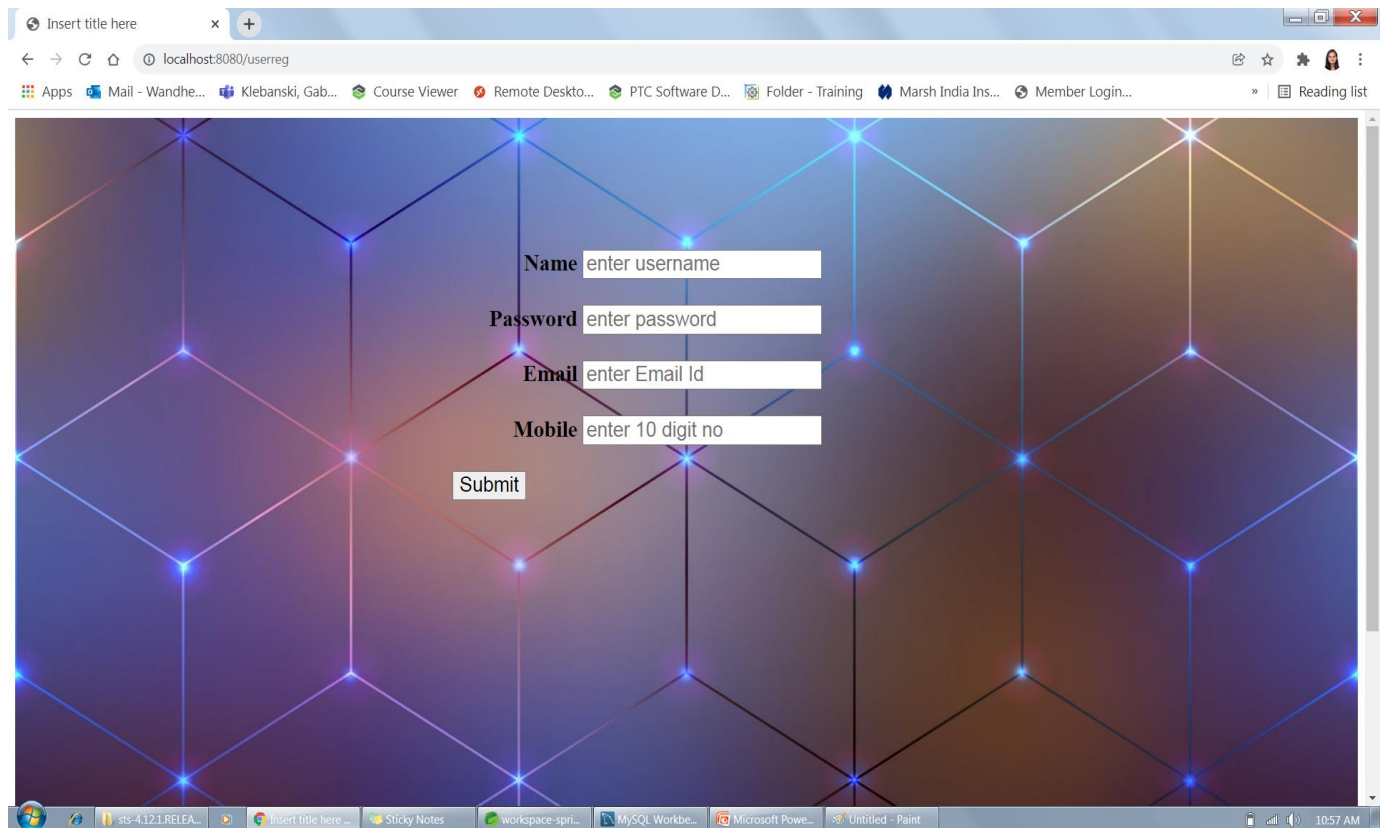 Insert title here
localhost:8080/userreg
Apps Mail - Wandhe... Klebanski, Gab... Course Viewer Remote Deskto... PTC Software D... Folder - Training Marsh India Ins... Member Login... » Reading list
Name enter username
Password enter password
Email enter Email Id
Mobile enter 10 digit no
Submit
sts-4.12.1.RELEA... Insert title here ... Sticky Notes workspace-spri... MySQL Workbe... Microsoft Powe... Untitled - Paint 10:57 AM